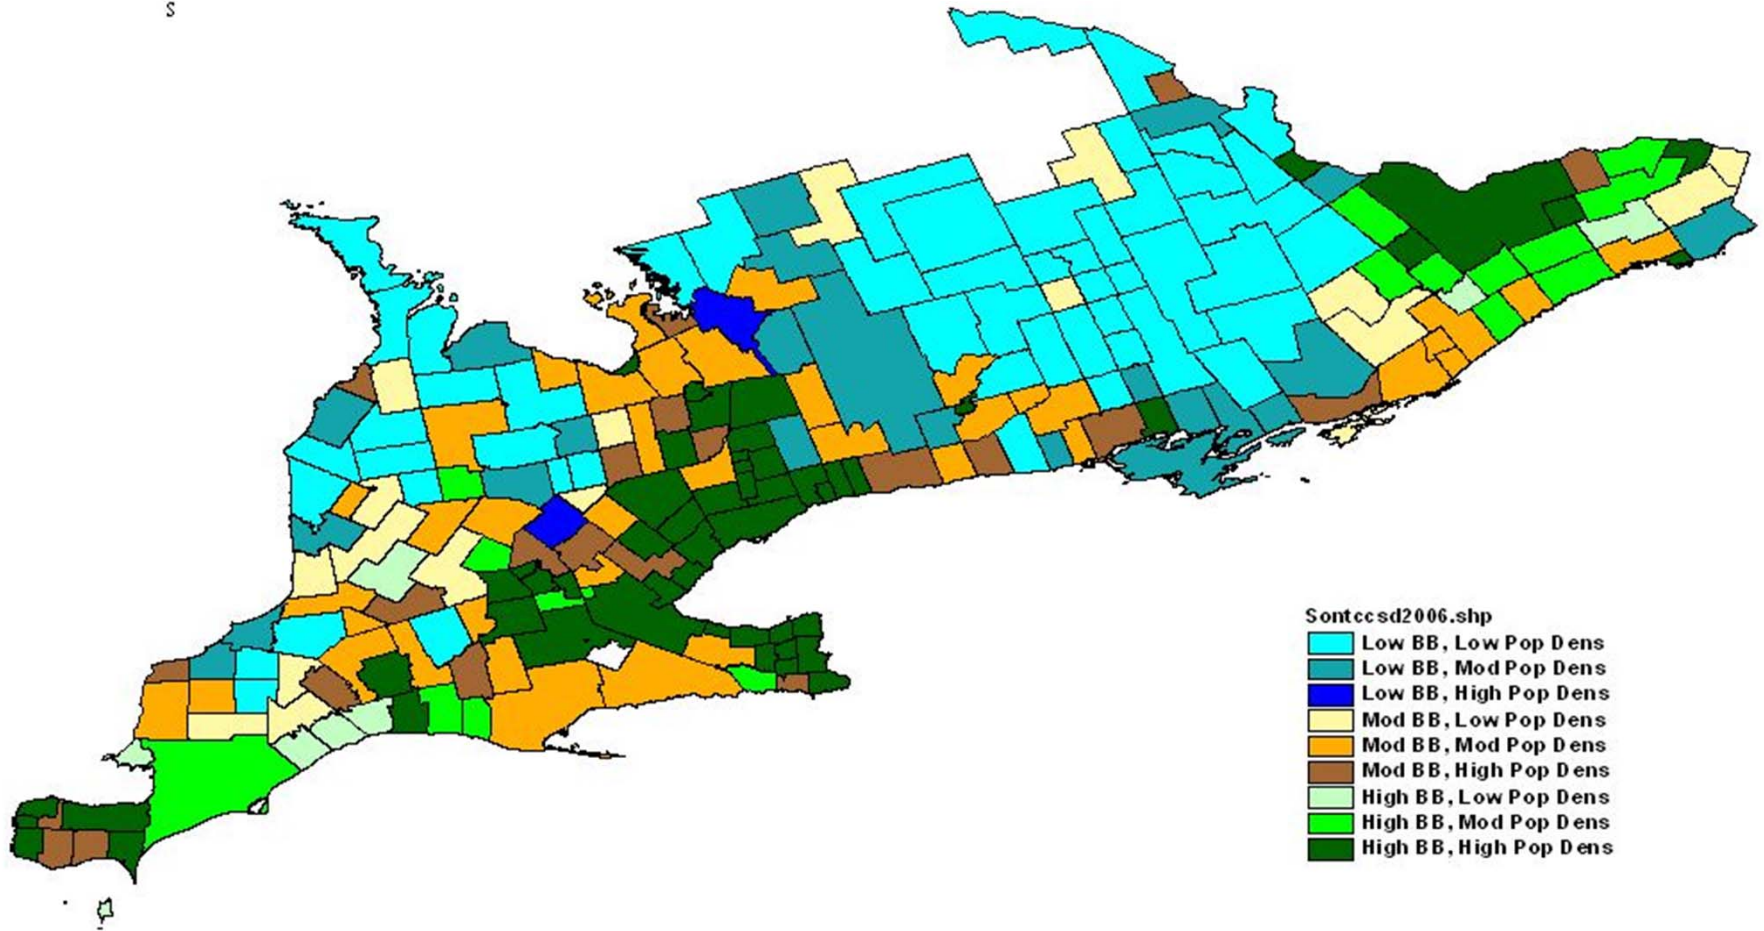 S
Sontccsd2006.shp
Low BB, Low Pop Dens
Low BB, Mod Pop Dens
Low BB, High Pop Dens
Mod BB, Low Pop Dens
Mod BB, Mod Pop Dens
Mod BB, High Pop Dens
High BB, Low Pop Dens
High BB, Mod Pop Dens
High BB, High Pop Dens